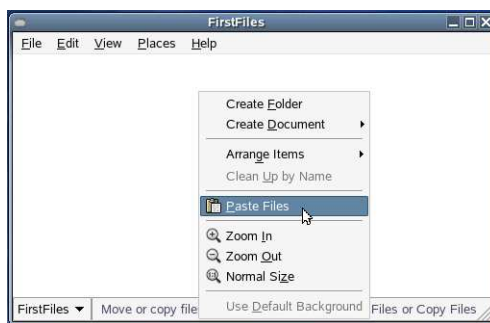 FirstFiles
File Edit View Places Help
Create Folder
Create Document
Arrange Items
Clean Up by Name
Paste Files
Zoom In
Zoom Out
Normal Size
Use Default Background
FirstFiles Move or copy file Files or Copy Files